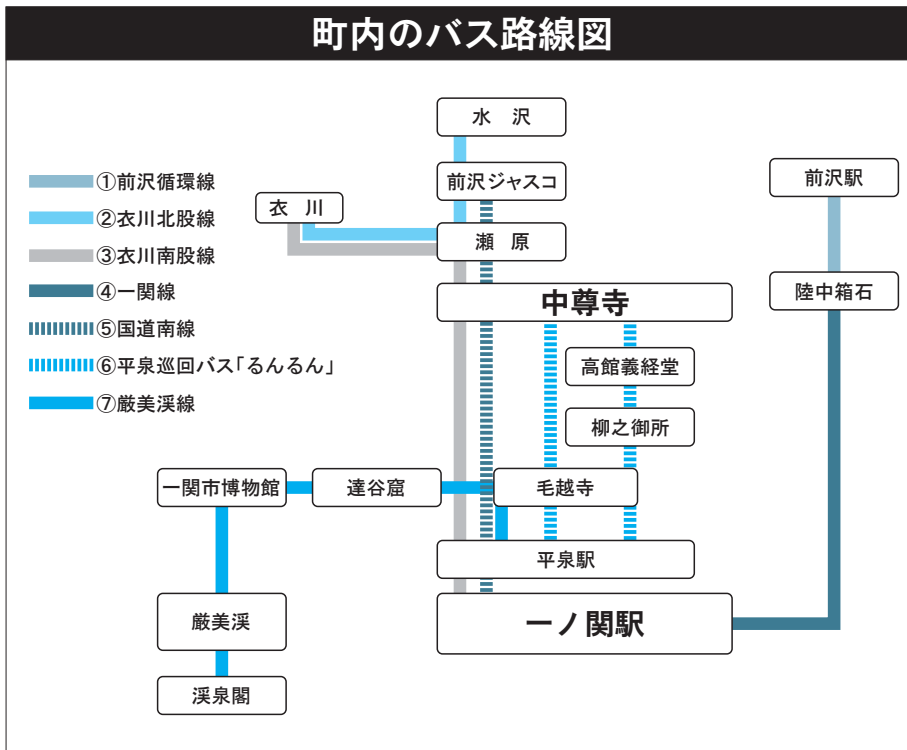 町内のバス路線図
①前沢循環線
②衣川北股線
③衣川南股線
④一関線
⑤国道南線
⑥平泉巡回バス「るんるん」
⑦厳美渓線
水 沢
前沢ジャスコ
前沢駅
衣 川
瀬 原
陸中箱石
中尊寺
高館義経堂
柳之御所
一関市博物館
達谷窟
毛越寺
平泉駅
厳美渓
一ノ関駅
渓泉閣